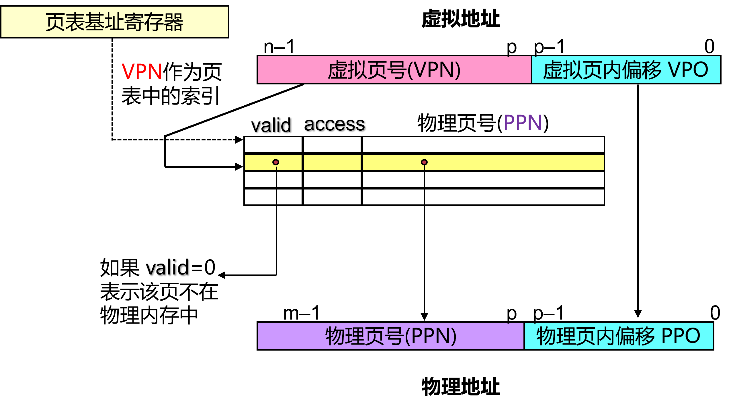 页表基址寄存器
虚拟地址
n–1 p p–1 0
虚拟页号(VPN) 虚拟页内偏移 VPO
VPN作为页
表中的索引
valid access 物理页号(PPN)
如果 valid=0
表示该页不在
物理内存中
m–1 p p–1 0
物理页号(PPN) 物理页内偏移 PPO
物理地址